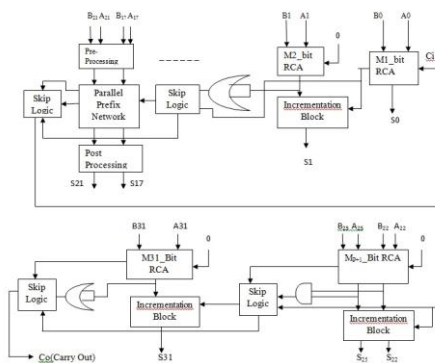 B21 A21 B17 A17
Pre-
Processing
Parallel
Prefix
Network
Post
Processing
S21 S17
Skip
Logic
Skip
Logic
B1 A1 0
M2_bit
RCA
Incrementation
Block
S1
B0 A0
M1_bit
RCA
Ci
S0
B31 A31 0
M31_Bit
RCA
Skip
Logic
Incrementation
Block
S31
Co(Carry Out)
Skip
Logic
B23 A23 B22 A22
0
Mp+1_Bit RCA
Incrementation
Block
S22 S22